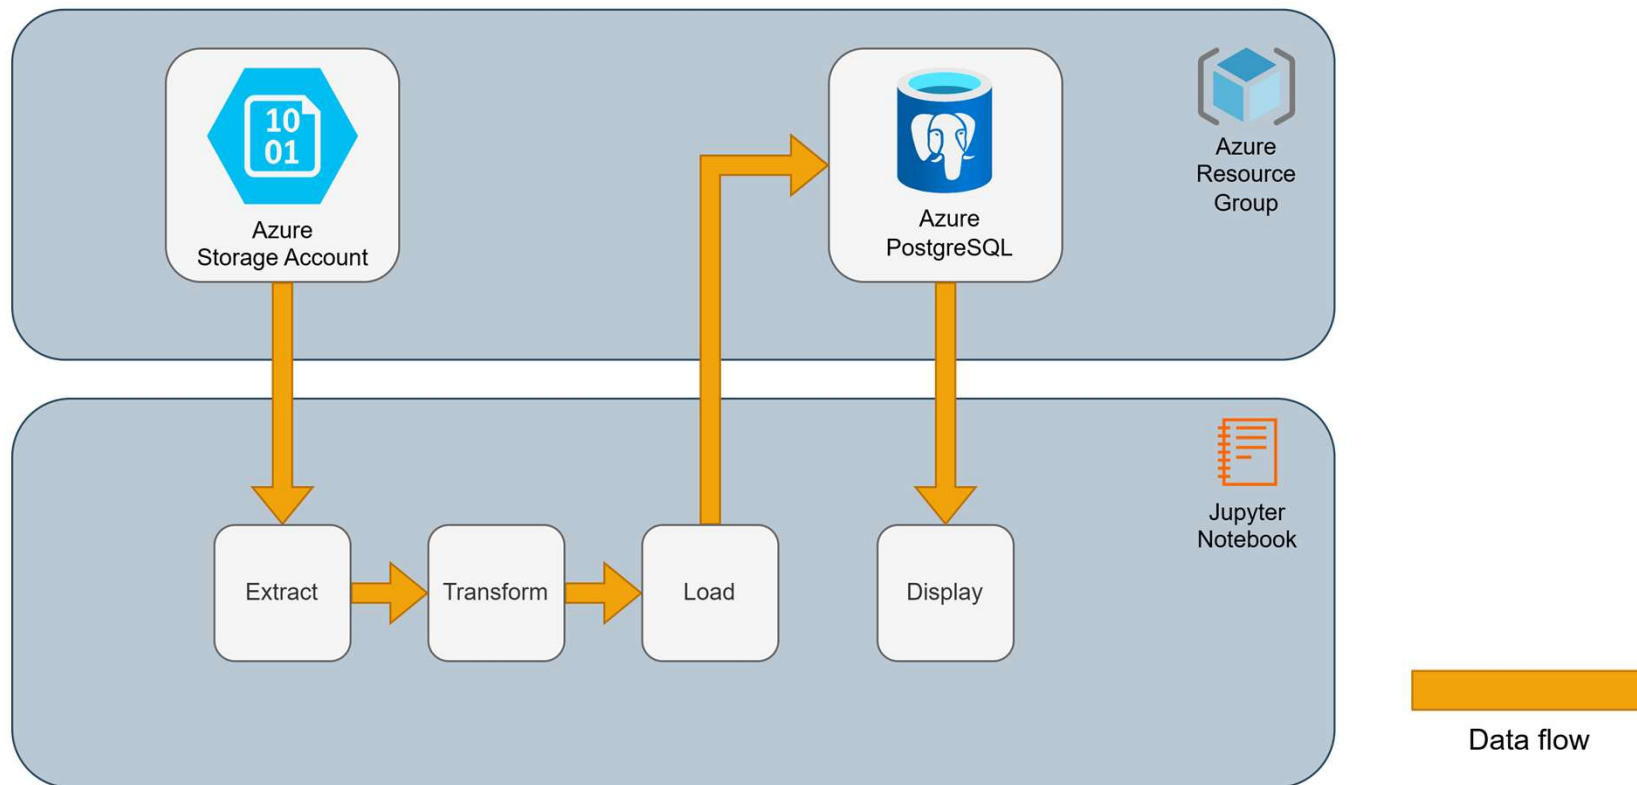 10
01
Azure
Storage Account
Azure
PostgreSQL
Azure
Resource
Group
Jupyter
Notebook
Extract
Transform
Load
Display
Data flow